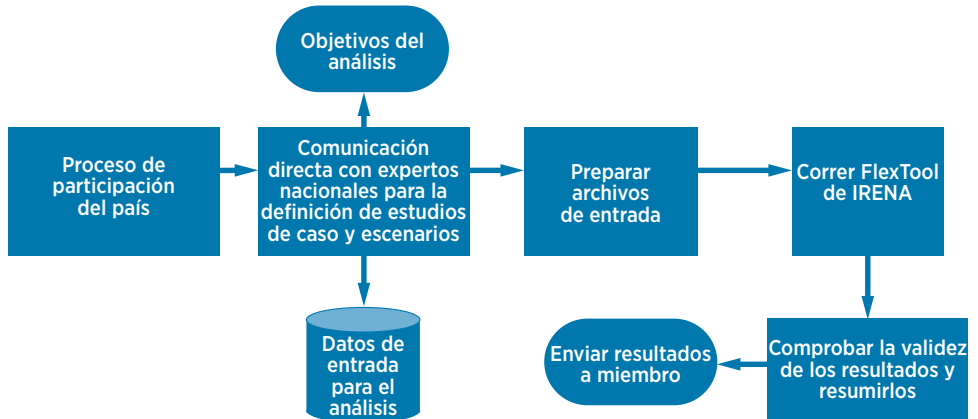 Objetivos del
análisis
Proceso de
participación
del país
Comunicación
directa con expertos
nacionales para la
definición de estudios
de caso y escenarios
Preparar
archivos
de entrada
Correr FlexTool
de IRENA
Datos de
entrada
para el
análisis
Enviar resultados
a miembro
Comprobar la validez
de los resultados y
resumirlos